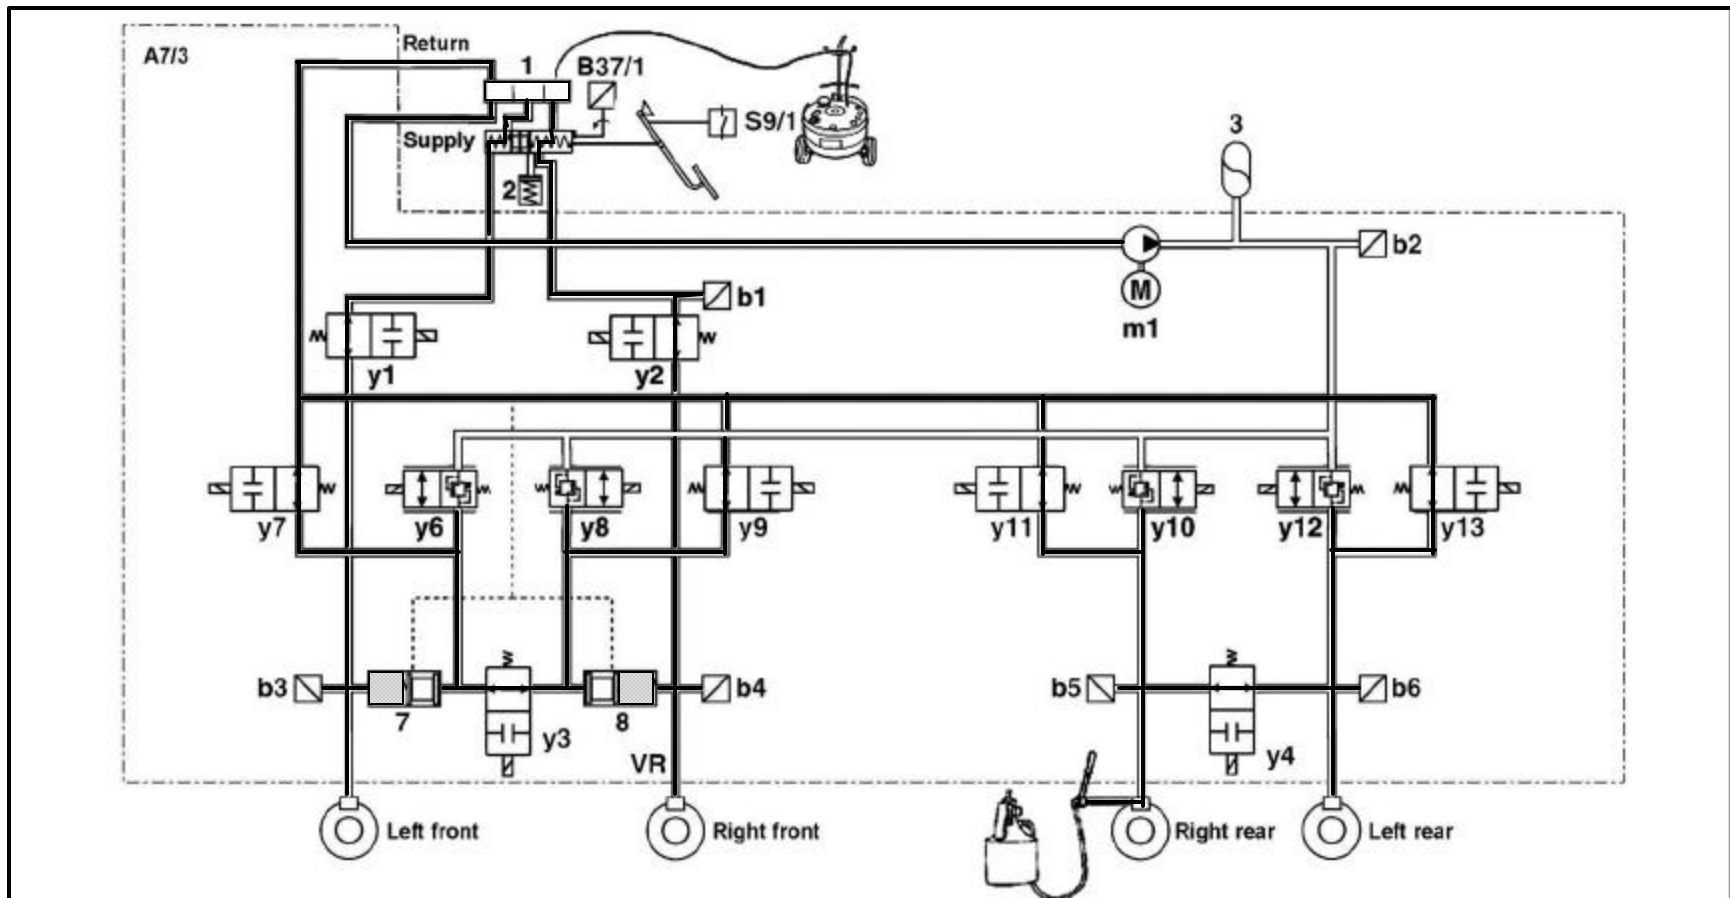 A7/3
Return
1
B37/1
S9/1
Supply
2
3
b2
b1
M
m1
y1
y2
y7
y6
y8
y9
y11
y10
y12
y13
b3
7
y3
8
b4
b5
b6
y4
VR
Left front
Right front
Right rear
Left rear